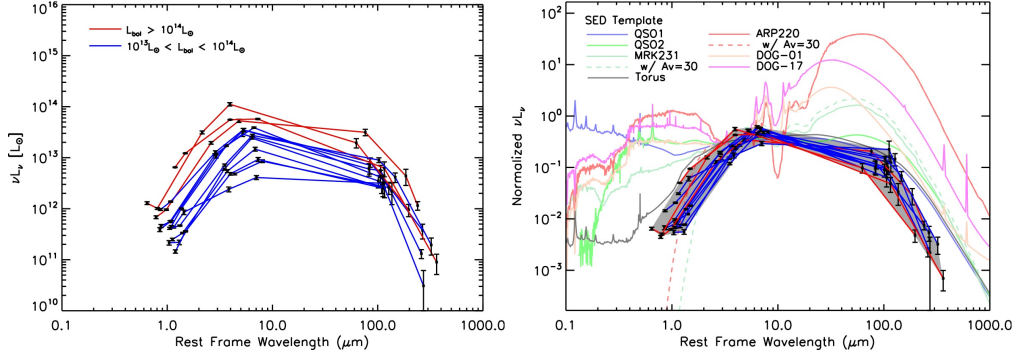 10^16
10^15
10^14
10^13
10^12
10^11
10^10
νL_ν [L_⊙]
L_bol > 10^14 L_⊙
10^13 L_⊙ < L_bol < 10^14 L_⊙
0.1 1.0 10.0 100.0 1000.0
Rest Frame Wavelength (μm)
10^2
10^1
10^0
10^-1
10^-2
10^-3
Normalized νL_ν
SED Template
QSO1 ARP220
QSO2 w/ Av=30
MRK231 DOG-01
w/ Av=30 DOG-17
Torus
0.1 1.0 10.0 100.0 1000.0
Rest Frame Wavelength (μm)